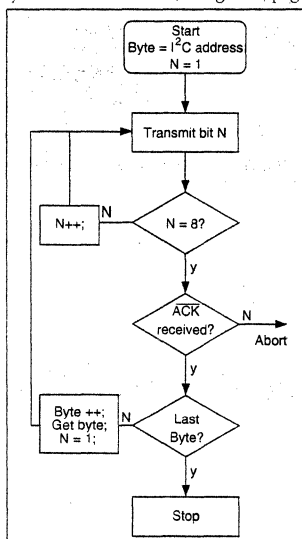 Start
Byte = I²C address
N = 1
Transmit bit N
N++;
N
N = 8?
y
ACK
received?
N
Abort
y
Byte ++;
Get byte;
N = 1;
N
Last
Byte?
y
Stop